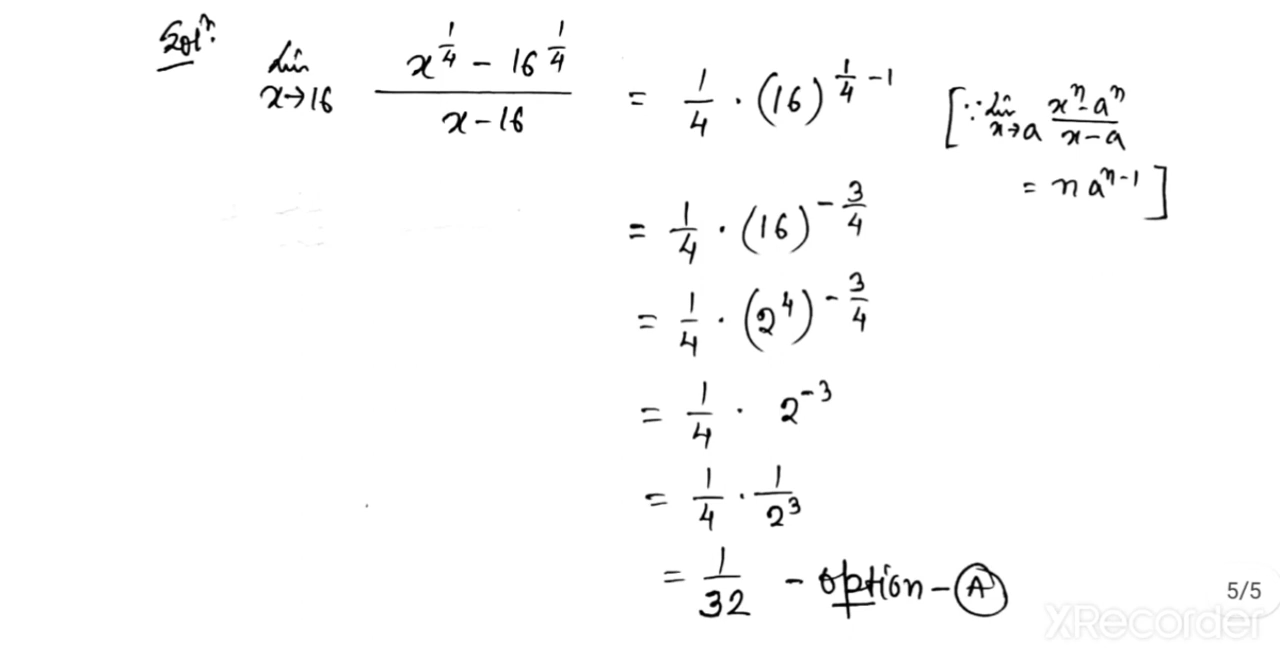 Solⁿ:
lim x→16 (x^(1/4) - 16^(1/4))/(x-16) = 1/4 · (16)^(1/4 - 1) [∵ lim x→a (xⁿ-aⁿ)/(x-a)
= n aⁿ⁻¹]
= 1/4 · (16)^(-3/4)
= 1/4 · (2⁴)^(-3/4)
= 1/4 · 2⁻³
= 1/4 · 1/2³
= 1/32 - option - A
5/5
XRecorder